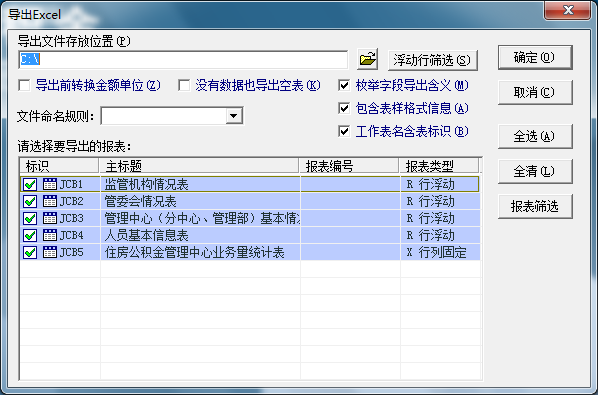 导出Excel
导出文件存放位置(P)
C:\
浮动行筛选(S)
确定(O)
导出前转换金额单位(Z)
没有数据也导出空表(K)
校举字段导出含义(M)
取消(C)
文件命名规则:
包含表样格式信息(A)
工作表名含表标识(B)
全选(A)
请选择要导出的报表:
全清(L)
标识 主标题 报表编号 报表类型
JCB1 监管机构情况表 R 行浮动
JCB2 管委会情况表 R 行浮动
JCB3 管理中心（分中心、管理部）基本情 R 行浮动
JCB4 人员基本信息表 R 行浮动
JCB5 住房公积金管理中心业务量统计表 X 行列固定
报表筛选